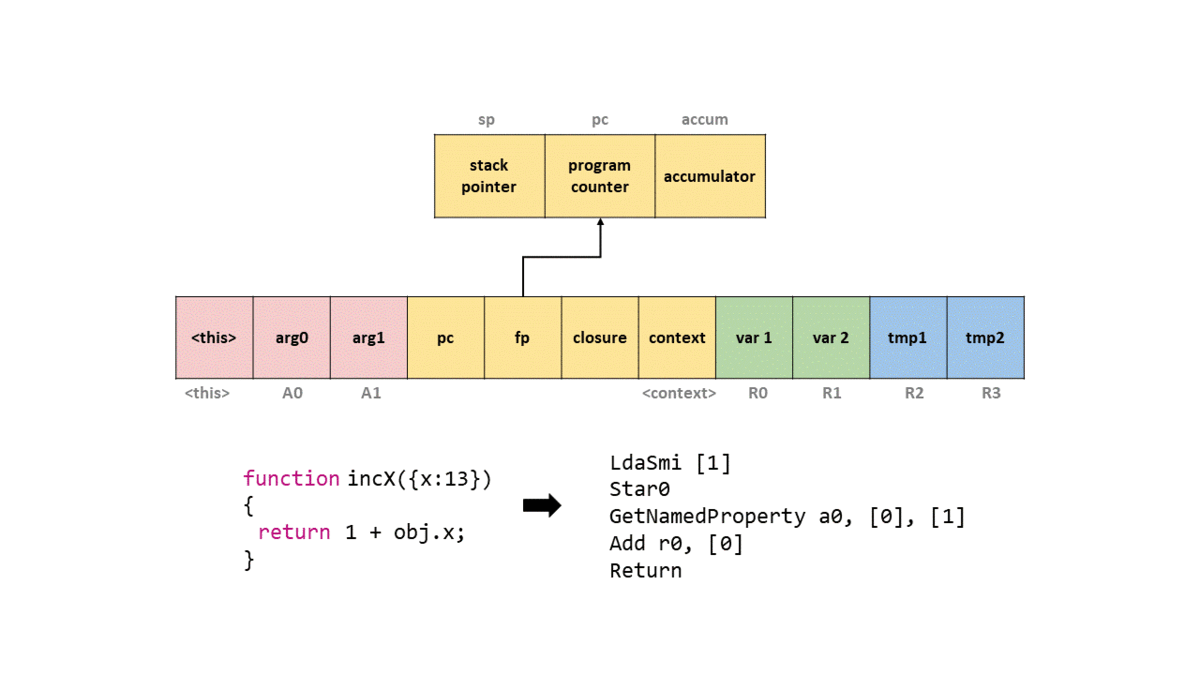 sp pc accum
stack pointer program counter accumulator
<this> arg0 arg1 pc fp closure context var 1 var 2 tmp1 tmp2
<this> A0 A1 <context> R0 R1 R2 R3
function incX({x:13})
{
return 1 + obj.x;
}
LdaSmi [1]
Star0
GetNamedProperty a0, [0], [1]
Add r0, [0]
Return